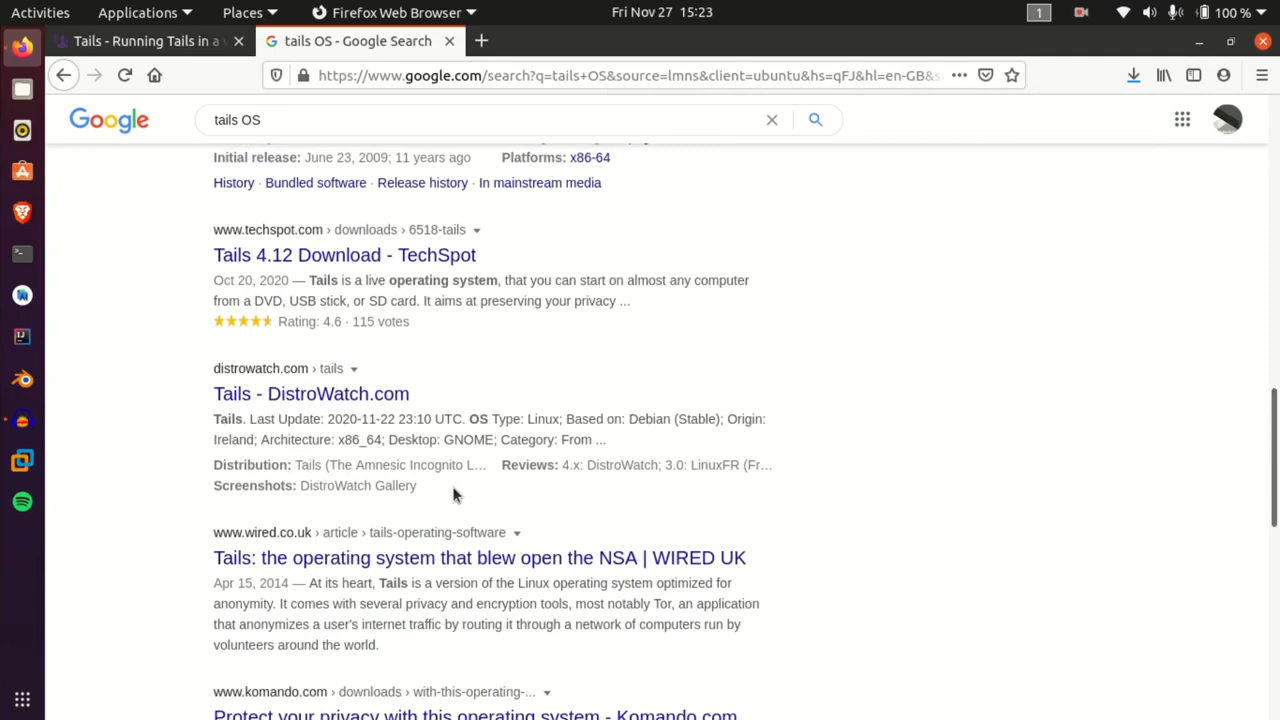 Activities Applications Places Firefox Web Browser Fri Nov 27 15:23 1 100 %
Tails - Running Tails in a tails OS - Google Search
https://www.google.com/search?q=tails+OS&source=lmns&client=ubuntu&hs=qFJ&hl=en-GB&s
Google tails OS
Initial release: June 23, 2009; 11 years ago Platforms: x86-64
History · Bundled software · Release history · In mainstream media
www.techspot.com › downloads › 6518-tails
Tails 4.12 Download - TechSpot
Oct 20, 2020 — Tails is a live operating system, that you can start on almost any computer
from a DVD, USB stick, or SD card. It aims at preserving your privacy ...
Rating: 4.6 · 115 votes
distrowatch.com › tails
Tails - DistroWatch.com
Tails. Last Update: 2020-11-22 23:10 UTC. OS Type: Linux; Based on: Debian (Stable); Origin:
Ireland; Architecture: x86_64; Desktop: GNOME; Category: From ...
Distribution: Tails (The Amnesic Incognito L... Reviews: 4.x: DistroWatch; 3.0: LinuxFR (Fr...
Screenshots: DistroWatch Gallery
www.wired.co.uk › article › tails-operating-software
Tails: the operating system that blew open the NSA | WIRED UK
Apr 15, 2014 — At its heart, Tails is a version of the Linux operating system optimized for
anonymity. It comes with several privacy and encryption tools, most notably Tor, an application
that anonymizes a user's internet traffic by routing it through a network of computers run by
volunteers around the world.
www.komando.com › downloads › with-this-operating-...
Protect your privacy with this operating system - Komando.com